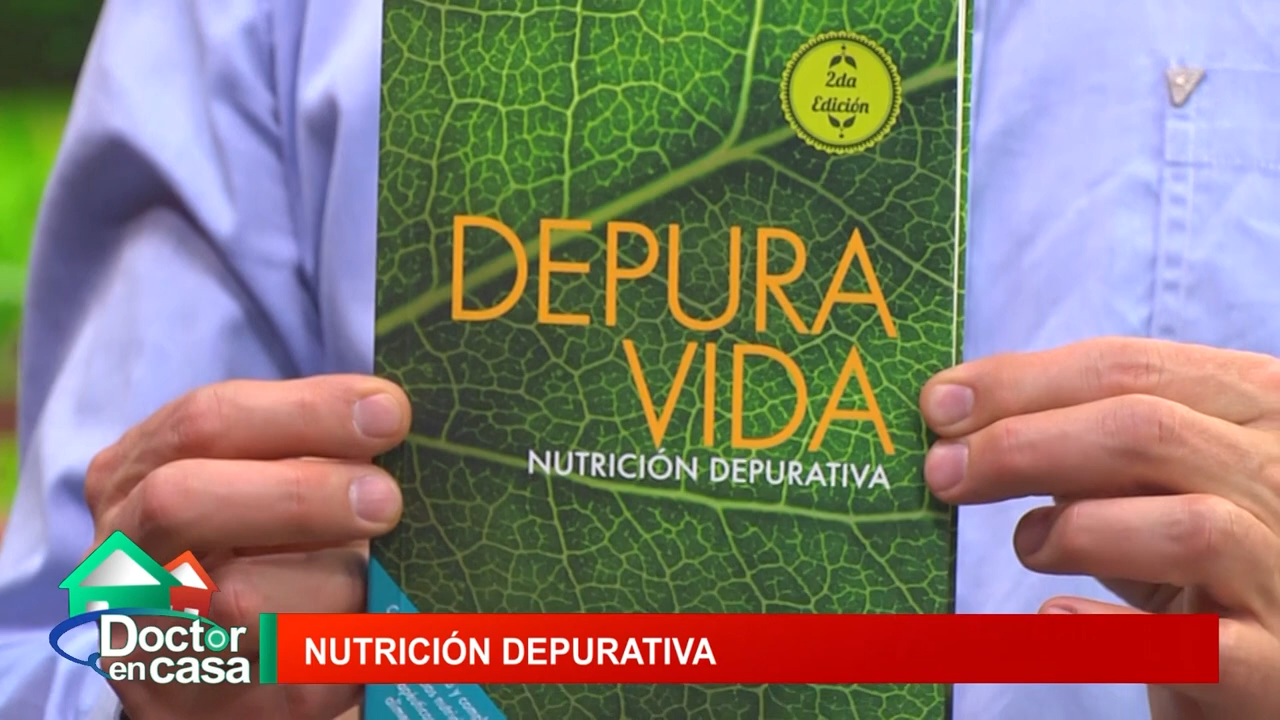 2da
Edición
DEPURA
VIDA
NUTRICIÓN DEPURATIVA
Doctor
en casa
NUTRICIÓN DEPURATIVA